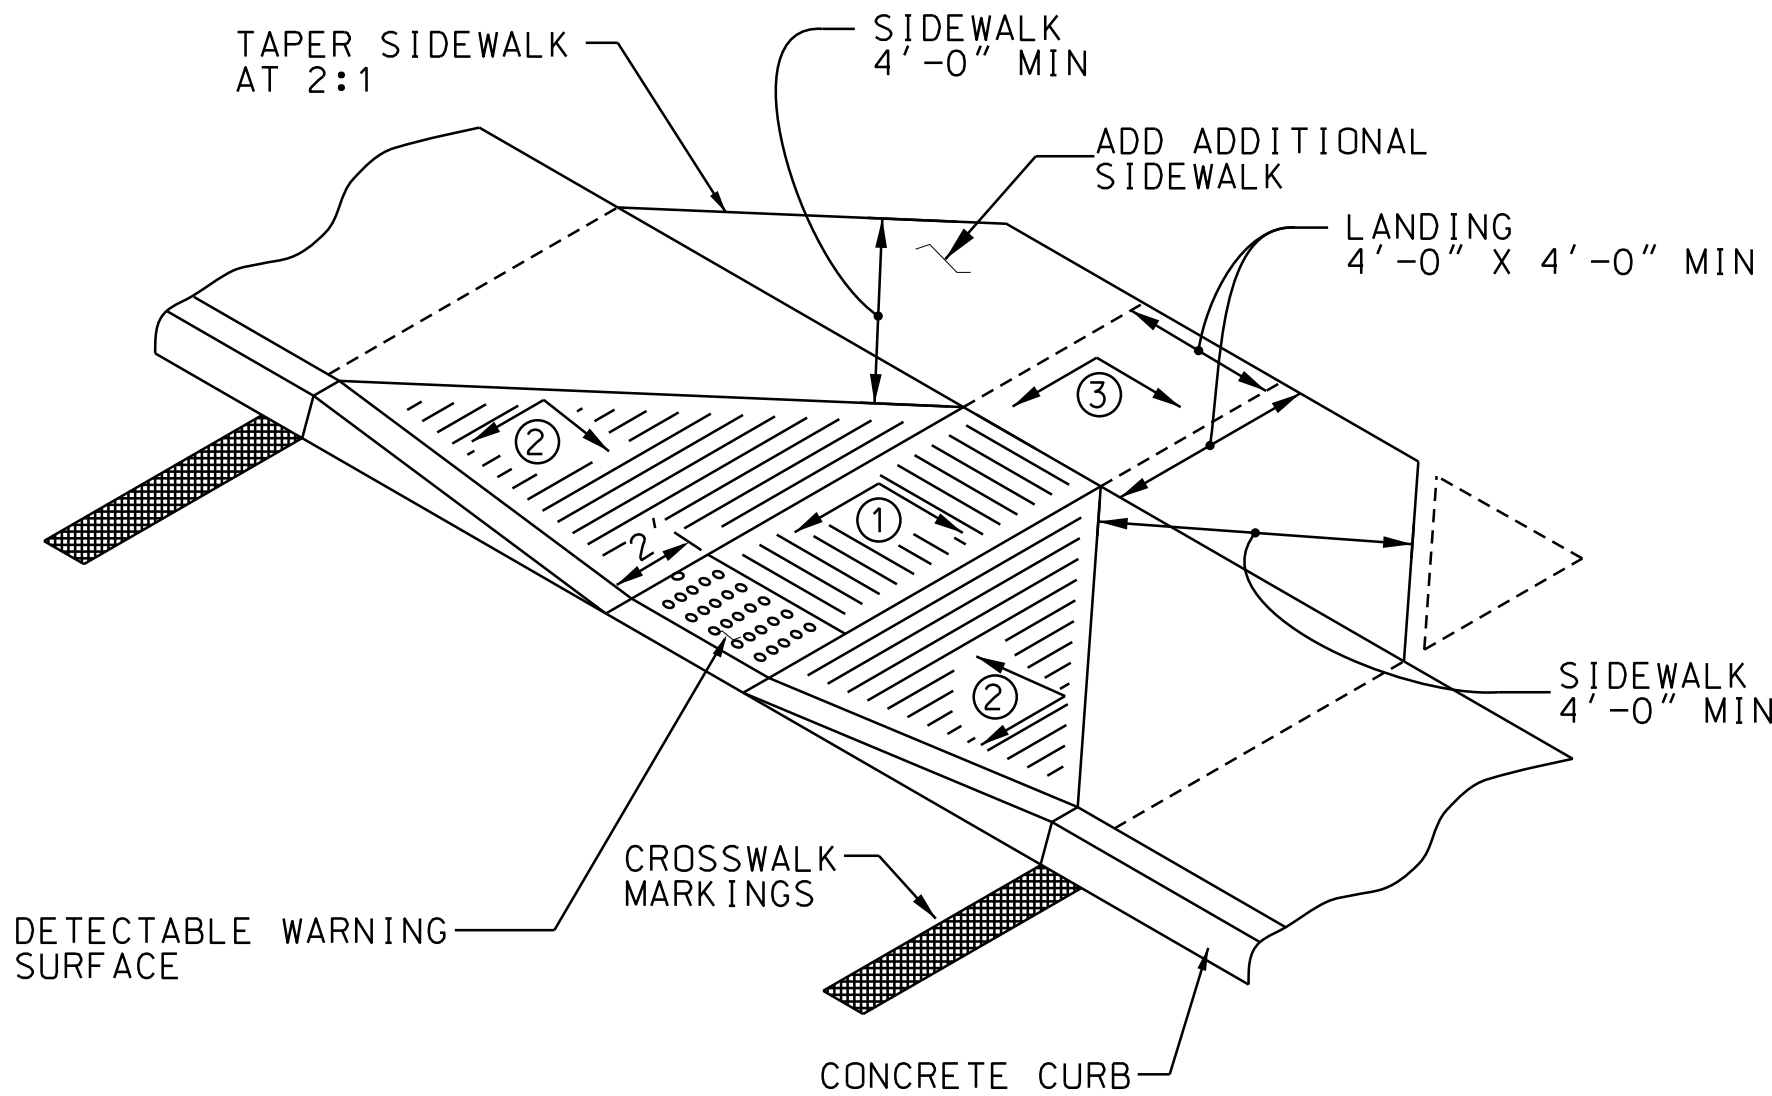 SIDEWALK
4'-0" MIN
TAPER SIDEWALK
AT 2:1
ADD ADDITIONAL
SIDEWALK
LANDING
4'-0" X 4'-0" MIN
3
2
1
2'
2
SIDEWALK
4'-0" MIN
CROSSWALK
MARKINGS
DETECTABLE WARNING
SURFACE
CONCRETE CURB